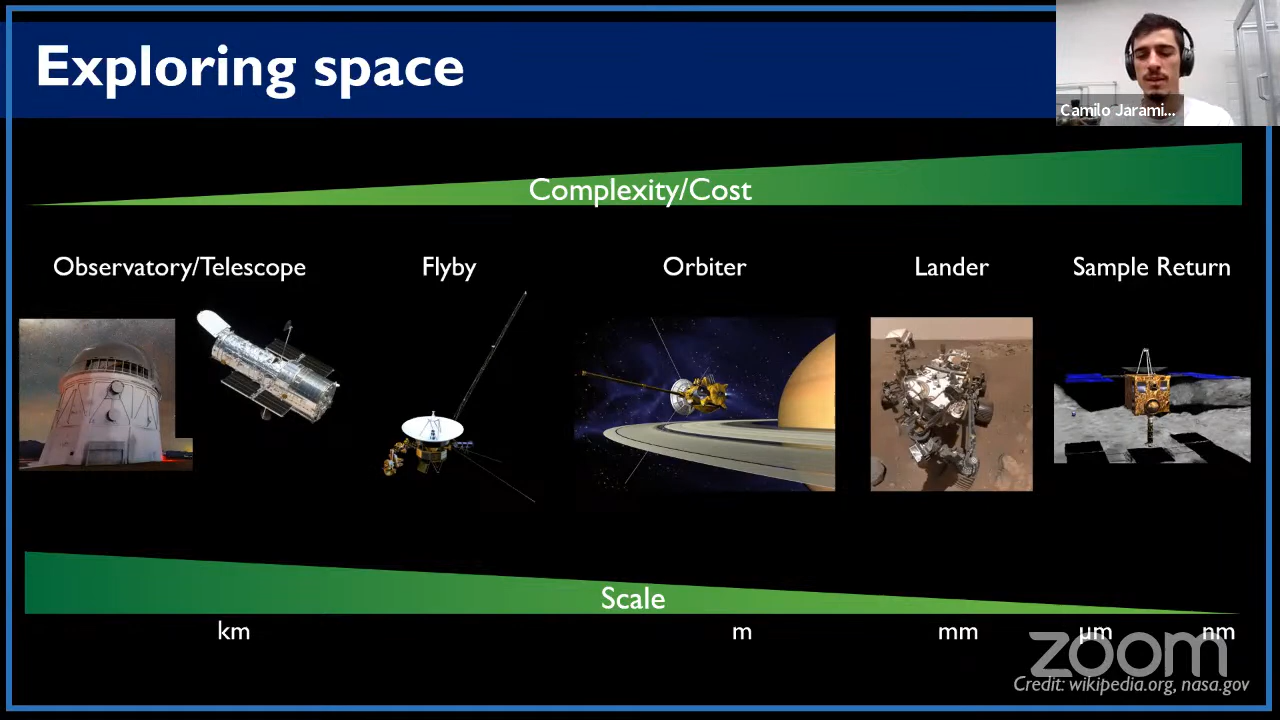 Exploring space
Camilo Jarami...
Complexity/Cost
Observatory/Telescope
Flyby
Orbiter
Lander
Sample Return
Scale
km
m
mm
µm
nm
zoom
Credit: wikipedia.org, nasa.gov